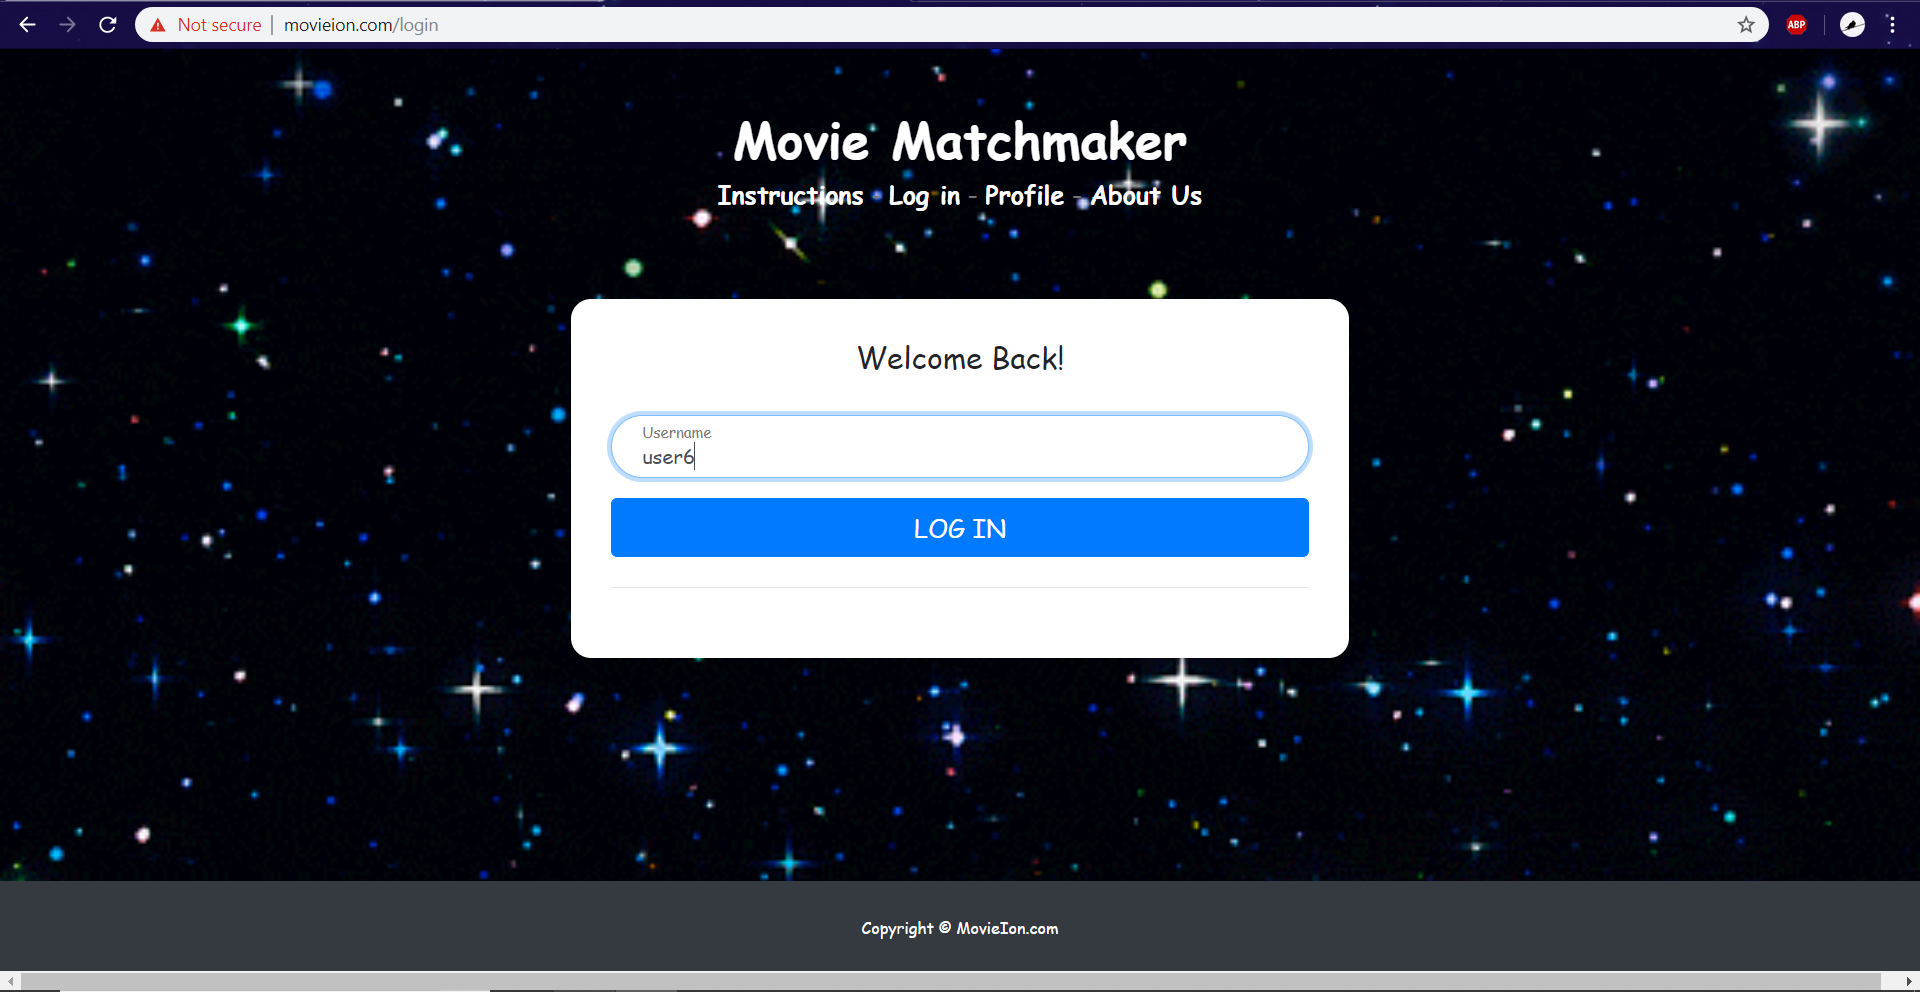 Not secure | movieion.com/login
ABP
Movie Matchmaker
Instructions - Log in - Profile - About Us
Welcome Back!
Username
user6
LOG IN
Copyright © MovieIon.com